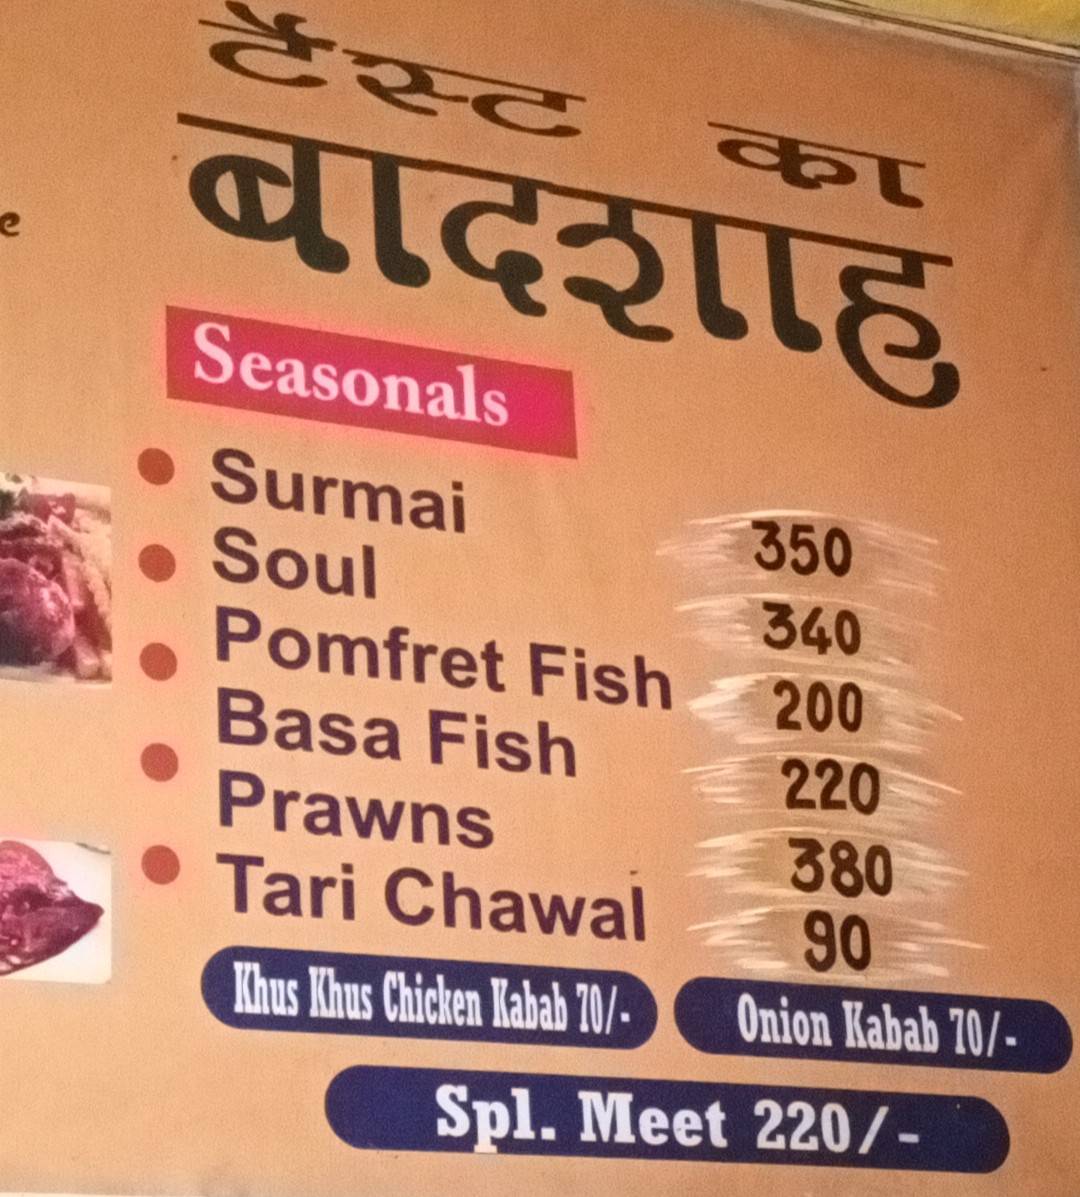 टेस्ट का
बादशाह
Seasonals
Surmai 350
Soul 340
Pomfret Fish 200
Basa Fish 220
Prawns 380
Tari Chawal 90
Khus Khus Chicken Kabab 70/- Onion Kabab 70/-
Spl. Meet 220/-